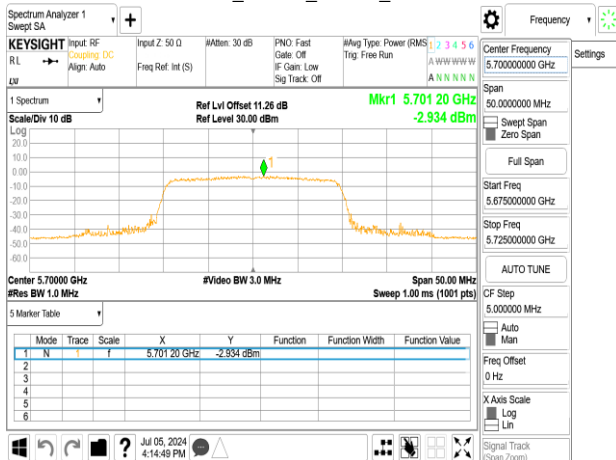 Spectrum Analyzer 1
Swept SA
Frequency
Settings
KEYSIGHT
RL
LXI
Input: RF
Coupling: DC
Align: Auto
Input Z: 50 Ω
Freq Ref: Int (S)
#Atten: 30 dB
PNO: Fast
Gate: Off
IF Gain: Low
Sig Track: Off
#Avg Type: Power (RMS
Trig: Free Run
1 2 3 4 5 6
A W W W W W
A N N N N N
1 Spectrum
Scale/Div 10 dB
Ref Lvl Offset 11.26 dB
Ref Level 30.00 dBm
Mkr1 5.701 20 GHz
-2.934 dBm
Log
20.0
10.0
0.00
-10.0
-20.0
-30.0
-40.0
-50.0
-60.0
1
Center 5.70000 GHz
#Video BW 3.0 MHz
Span 50.00 MHz
#Res BW 1.0 MHz
Sweep 1.00 ms (1001 pts)
5 Marker Table
Mode Trace Scale X Y Function Function Width Function Value
1 N 1 f 5.701 20 GHz -2.934 dBm
2
3
4
5
6
Jul 05, 2024
4:14:49 PM
Center Frequency
5.700000000 GHz
Span
50.0000000 MHz
Swept Span
Zero Span
Full Span
Start Freq
5.675000000 GHz
Stop Freq
5.725000000 GHz
AUTO TUNE
CF Step
5.000000 MHz
Auto
Man
Freq Offset
0 Hz
X Axis Scale
Log
Lin
Signal Track
(Span Zoom)